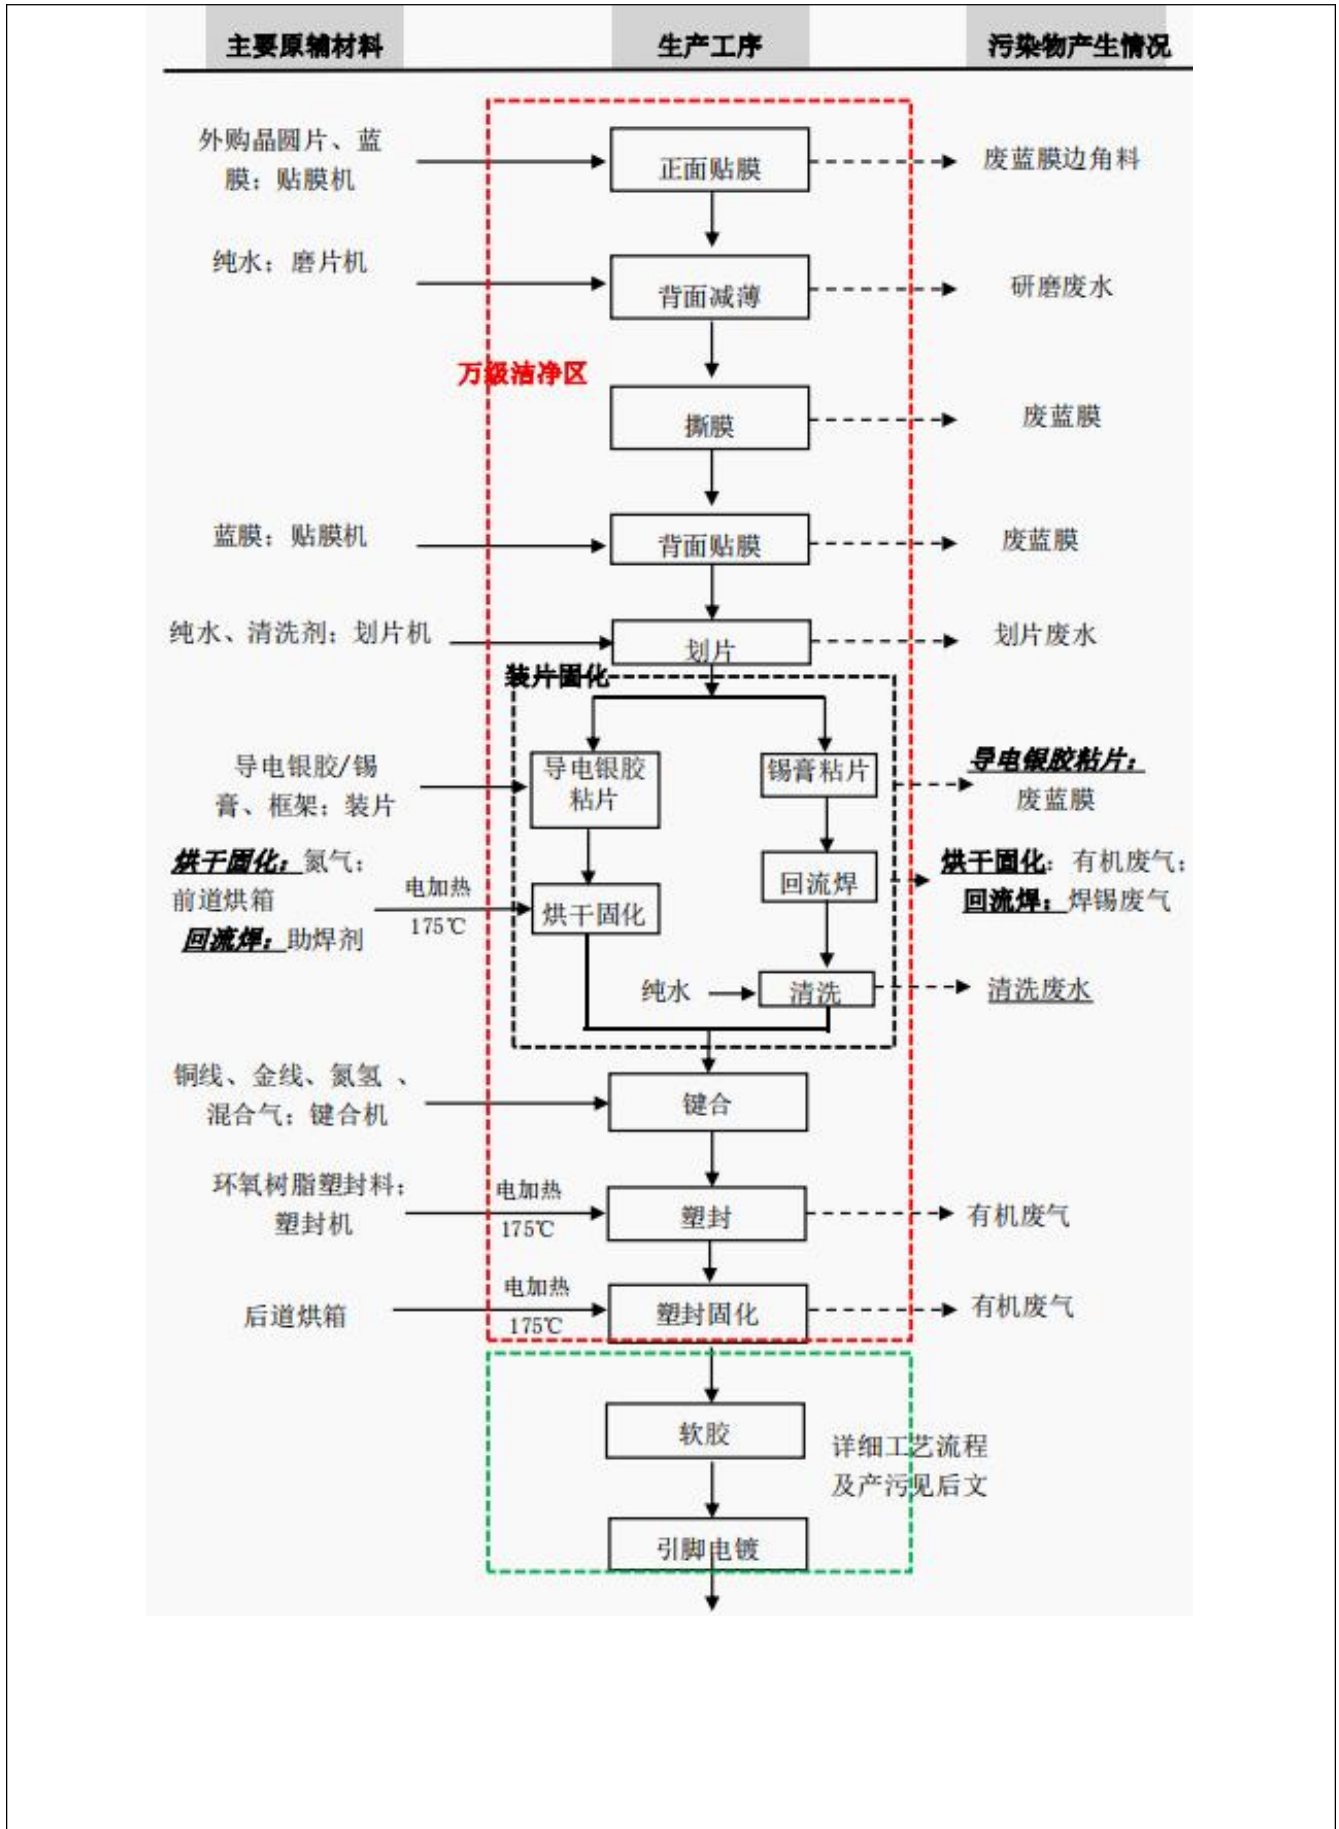 主要原辅材料 生产工序 污染物产生情况
外购晶圆片、蓝
膜；贴膜机
正面贴膜
废蓝膜边角料
纯水；磨片机
背面减薄
研磨废水
万级洁净区
撕膜
废蓝膜
蓝膜；贴膜机
背面贴膜
废蓝膜
纯水、清洗剂；划片机
划片
划片废水
装片固化
导电银胶/锡
膏、框架；装片
导电银胶
粘片
锡膏粘片
导电银胶粘片：
废蓝膜
烘干固化：氮气；
前道烘箱
回流焊：助焊剂
电加热
175℃
烘干固化
回流焊
烘干固化：有机废气；
回流焊：焊锡废气
纯水
清洗
清洗废水
铜线、金线、氮氢 、
混合气；键合机
键合
环氧树脂塑封料；
塑封机
电加热
175℃
塑封
有机废气
后道烘箱
电加热
175℃
塑封固化
有机废气
软胶
详细工艺流程
及产污见后文
引脚电镀